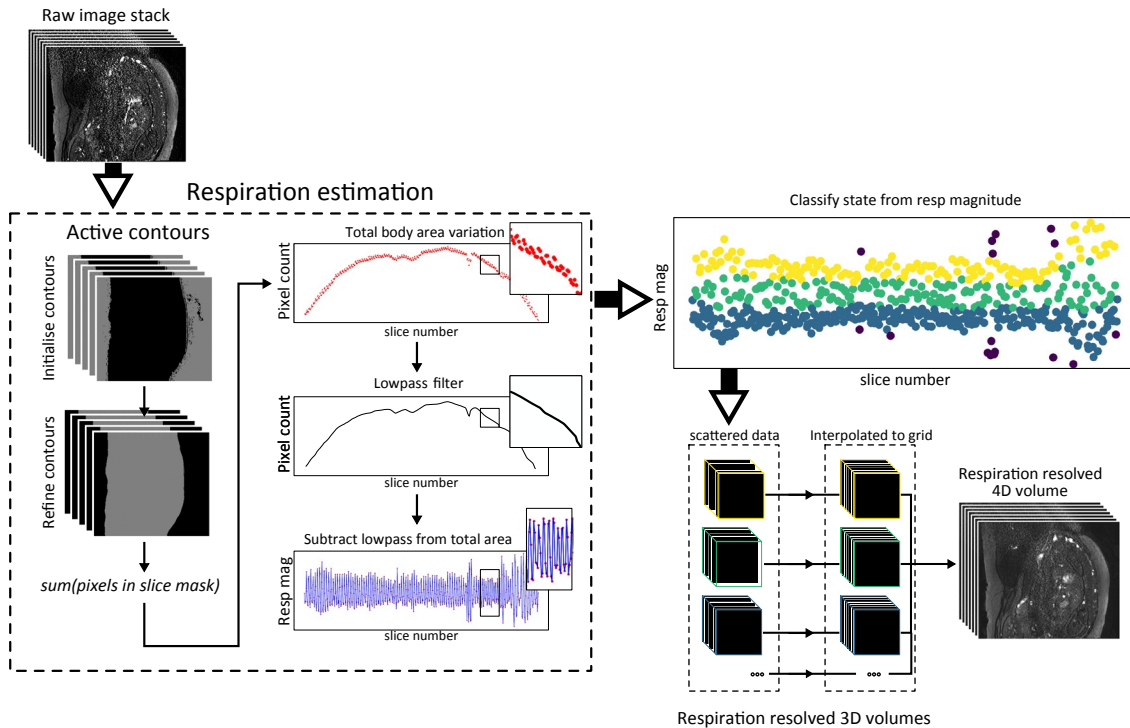 Raw image stack
Respiration estimation
Active contours
Initialise contours
Refine contours
sum(pixels in slice mask)
Total body area variation
Pixel count
slice number
Lowpass filter
Pixel count
slice number
Subtract lowpass from total area
Resp mag
slice number
Classify state from resp magnitude
Resp mag
slice number
scattered data
Interpolated to grid
Respiration resolved
4D volume
Respiration resolved 3D volumes